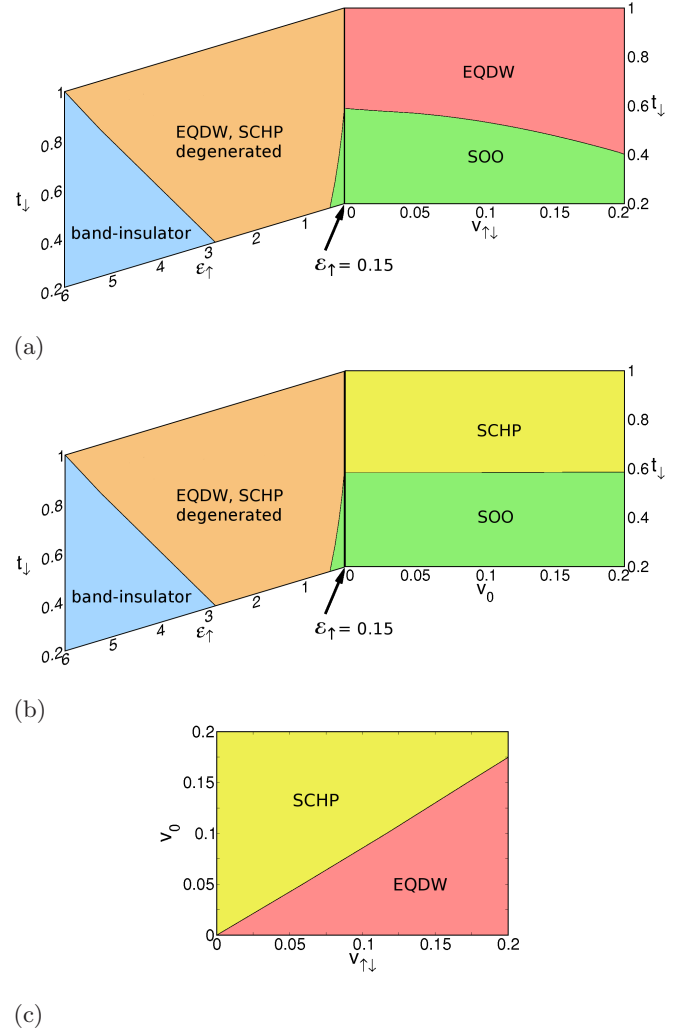 1
EQDW
0.8
1
0.8
EQDW, SCHP
degenerated
0.6
t↓
0.6
SOO
0.4
t↓
0.4
band-insulator
0.2
0.2
6
5
4
3
2
1
ε↑
0
0.05
0.1
0.15
0.2
v↑↓
ε↑ = 0.15
(a)
1
SCHP
0.8
1
0.8
EQDW, SCHP
degenerated
0.6
t↓
0.6
SOO
0.4
t↓
0.4
band-insulator
0.2
0.2
6
5
4
3
2
1
ε↑
0
0.05
0.1
0.15
0.2
v0
ε↑ = 0.15
(b)
0.2
0.15
SCHP
v0
0.1
EQDW
0.05
0
0
0.05
0.1
0.15
0.2
v↑↓
(c)